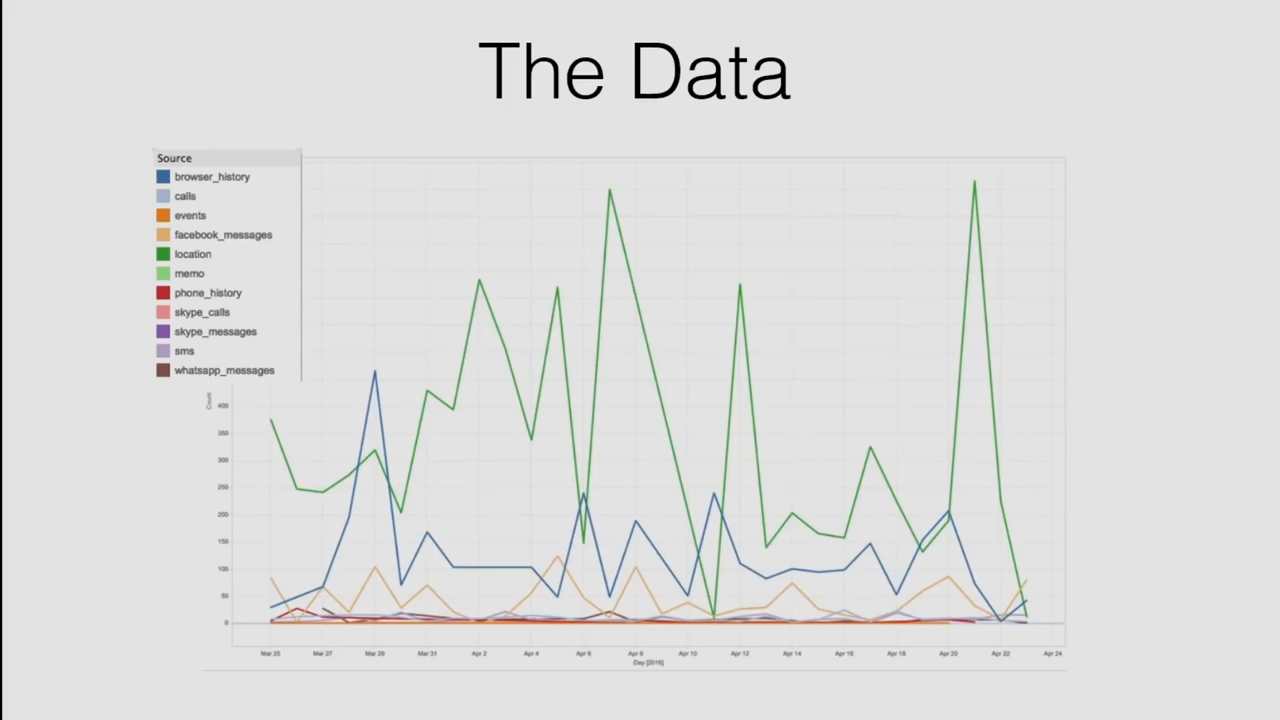 The Data
Source
browser_history
calls
events
facebook_messages
location
memo
phone_history
skype_calls
skype_messages
sms
whatsapp_messages
Count
400
350
300
250
200
150
100
50
0
Mar 25 Mar 27 Mar 29 Mar 31 Apr 2 Apr 4 Apr 6 Apr 8 Apr 10 Apr 12 Apr 14 Apr 16 Apr 18 Apr 20 Apr 22 Apr 24
Day [2016]